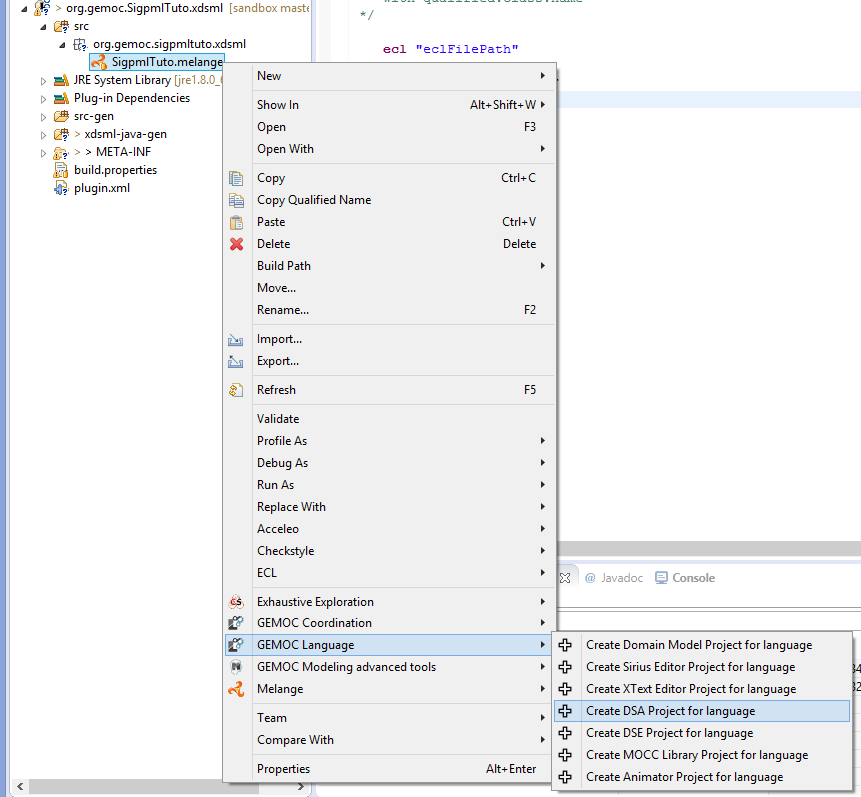 > org.gemoc.SigpmlTuto.xdsml [sandbox maste
src
org.gemoc.sigpmltuto.xdsml
SigpmlTuto.melange
JRE System Library [jre1.8.0_
Plug-in Dependencies
src-gen
> xdsml-java-gen
> > META-INF
build.properties
plugin.xml
*/
ecl "eclFilePath"
New
Show In Alt+Shift+W
Open F3
Open With
Copy Ctrl+C
Copy Qualified Name
Paste Ctrl+V
Delete Delete
Build Path
Move...
Rename... F2
Import...
Export...
Refresh F5
Validate
Profile As
Debug As
Run As
Replace With
Acceleo
Checkstyle
ECL
Exhaustive Exploration
GEMOC Coordination
GEMOC Language
GEMOC Modeling advanced tools
Melange
Team
Compare With
Properties Alt+Enter
@ Javadoc Console
Create Domain Model Project for language
Create Sirius Editor Project for language
Create XText Editor Project for language
Create DSA Project for language
Create DSE Project for language
Create MOCC Library Project for language
Create Animator Project for language